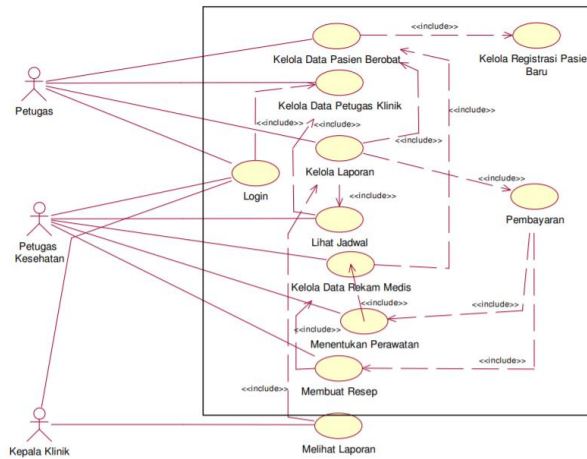 <<include>>
Kelola Data Pasien Berobat
Kelola Registrasi Pasie
Baru
Petugas
Kelola Data Petugas Klinik
<<include>>
<<include>>
<<include>>
<<include>>
<<include>>
Kelola Laporan
<<include>>
Login
<<include>>
Pembayaran
Petugas
Kesehatan
Lihat Jadwal
Kelola Data Rekam Medis
<<include>>
<<include>>
<<include>>
Menentukan Perawatan
<<include>>
Membuat Resep
<<include>>
Kepala Klinik
Melihat Laporan